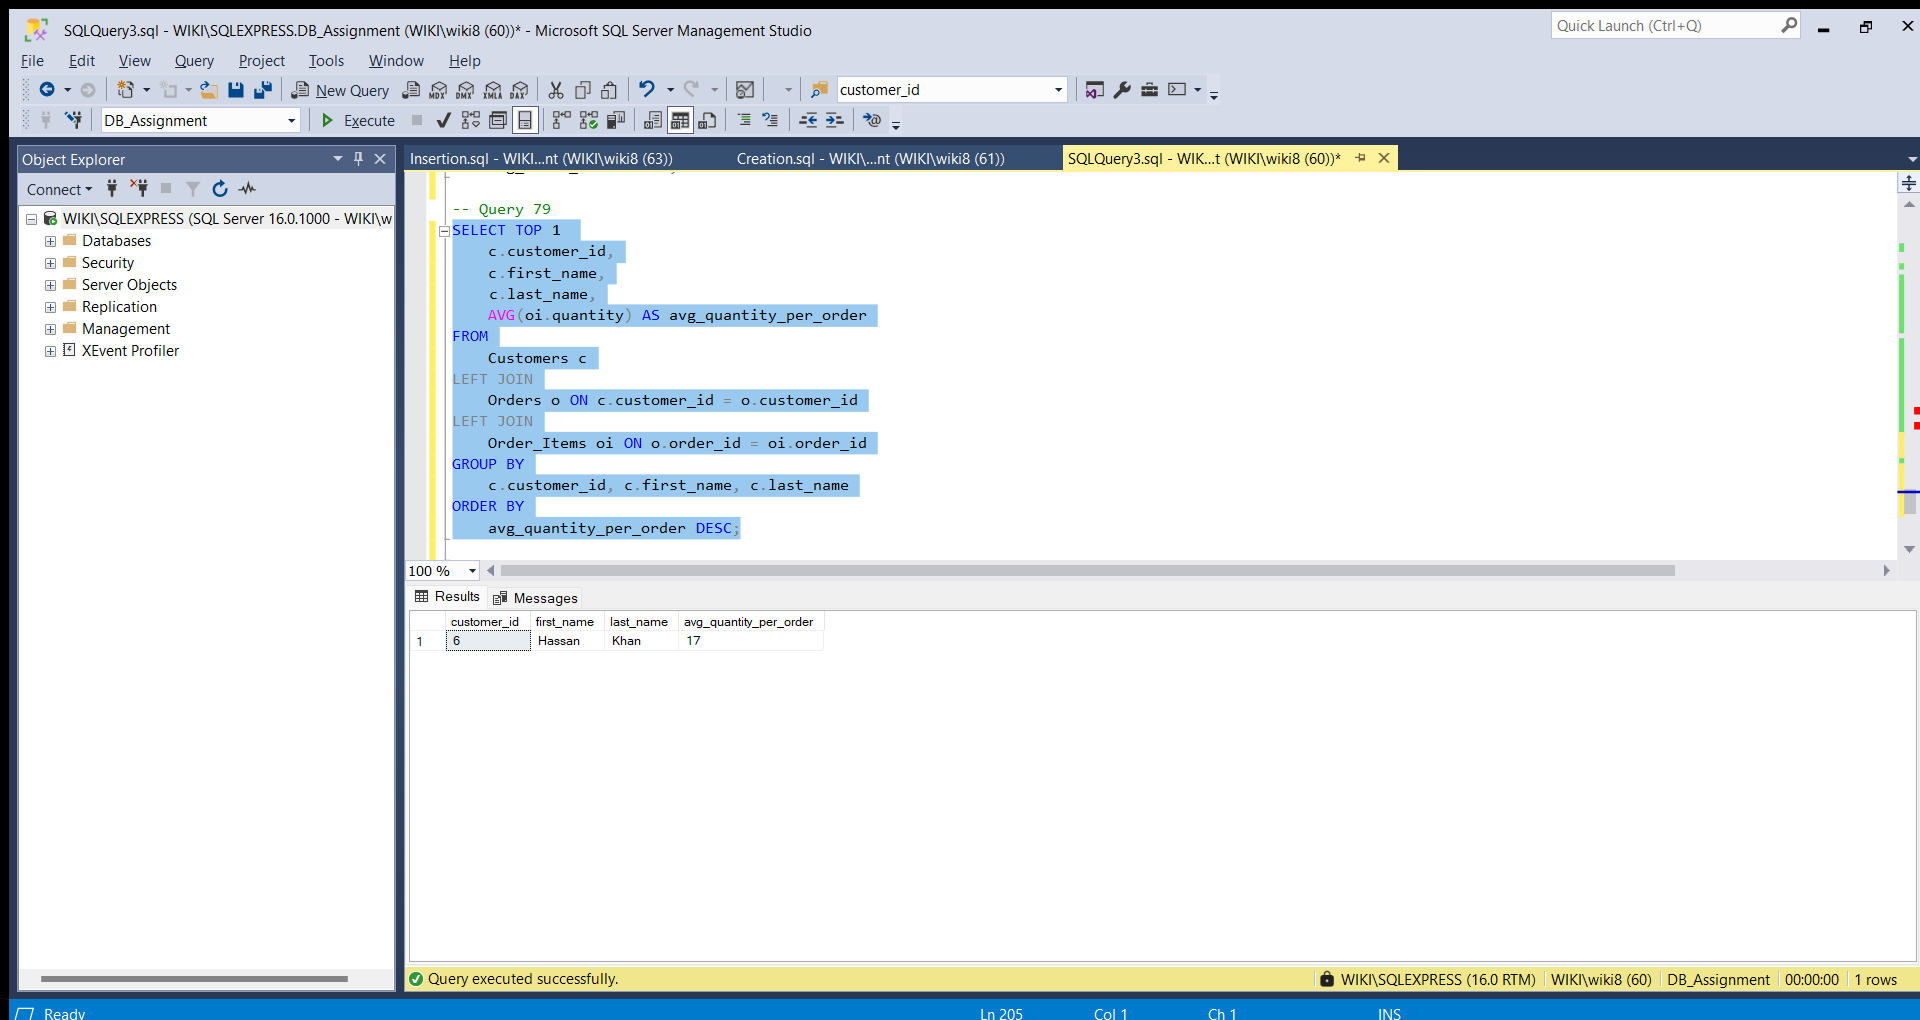 SQLQuery3.sql - WIKI\SQLEXPRESS.DB_Assignment (WIKI\wiki8 (60))* - Microsoft SQL Server Management Studio
Quick Launch (Ctrl+Q)
File Edit View Query Project Tools Window Help
New Query MDX DMX XMLA DAX customer_id
DB_Assignment Execute
Object Explorer
Connect
WIKI\SQLEXPRESS (SQL Server 16.0.1000 - WIKI\w
Databases
Security
Server Objects
Replication
Management
XEvent Profiler
Insertion.sql - WIKI...nt (WIKI\wiki8 (63)) Creation.sql - WIKI\...nt (WIKI\wiki8 (61)) SQLQuery3.sql - WIK...t (WIKI\wiki8 (60))*
-- Query 79
SELECT TOP 1
c.customer_id,
c.first_name,
c.last_name,
AVG(oi.quantity) AS avg_quantity_per_order
FROM
Customers c
LEFT JOIN
Orders o ON c.customer_id = o.customer_id
LEFT JOIN
Order_Items oi ON o.order_id = oi.order_id
GROUP BY
c.customer_id, c.first_name, c.last_name
ORDER BY
avg_quantity_per_order DESC;
100 %
Results Messages
customer_id first_name last_name avg_quantity_per_order
1 6 Hassan Khan 17
Query executed successfully. WIKI\SQLEXPRESS (16.0 RTM) WIKI\wiki8 (60) DB_Assignment 00:00:00 1 rows
Ready Ln 205 Col 1 Ch 1 INS